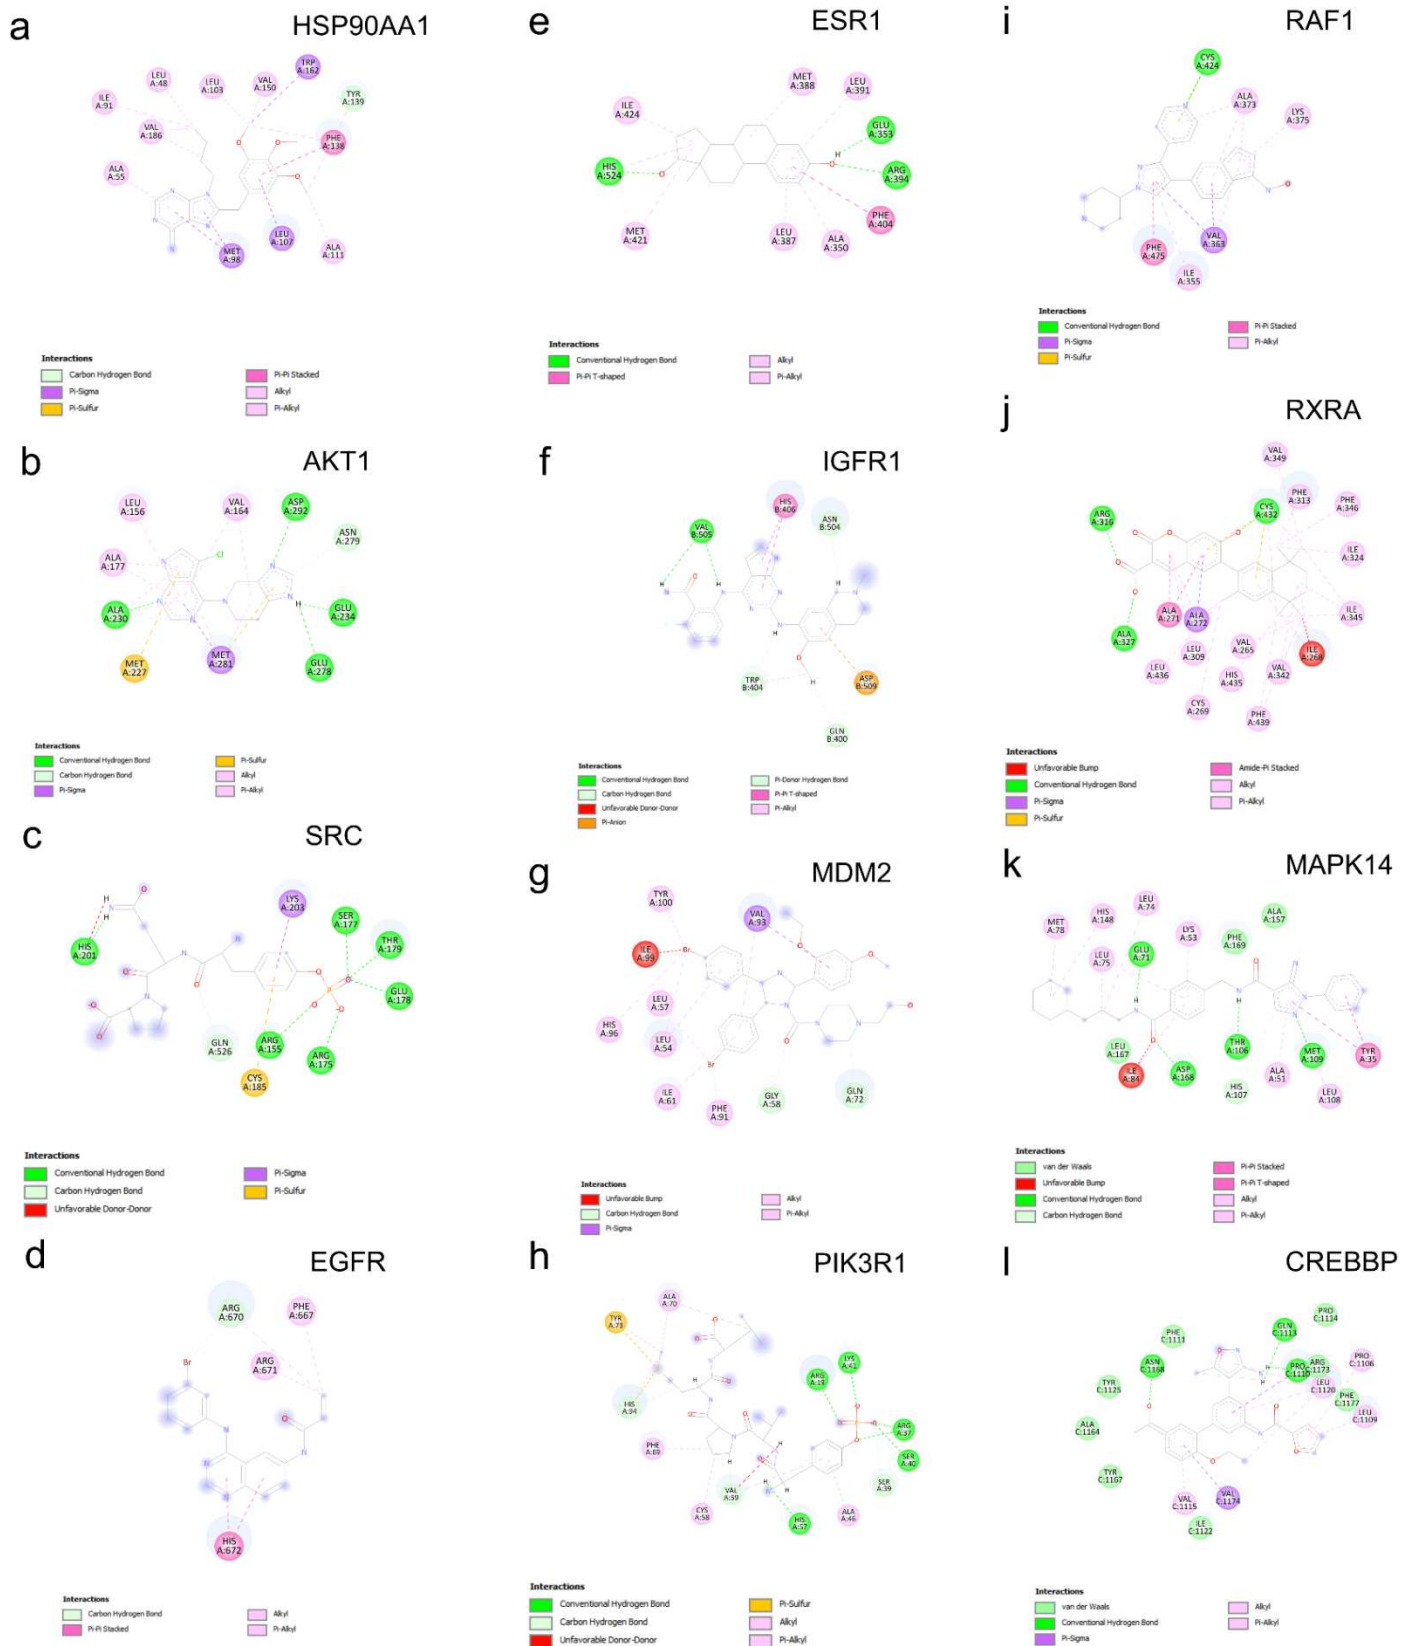 a
HSP90AA1
TRP
A:162
LEU
A:48
LEU
A:103
VAL
A:150
TYR
A:139
ILE
A:91
VAL
A:186
PHE
A:138
ALA
A:55
MET
A:98
LEU
A:107
ALA
A:111
Interactions
Carbon Hydrogen Bond
Pi-Sigma
Pi-Sulfur
Pi-Pi Stacked
Alkyl
Pi-Alkyl
b
AKT1
LEU
A:156
VAL
A:164
ASP
A:292
ASN
A:279
ALA
A:177
ALA
A:230
GLU
A:234
MET
A:227
MET
A:281
GLU
A:278
Cl
H
Interactions
Conventional Hydrogen Bond
Carbon Hydrogen Bond
Pi-Sigma
Pi-Sulfur
Alkyl
Pi-Alkyl
c
SRC
LYS
A:203
SER
A:177
THR
A:179
HIS
A:201
GLU
A:178
GLN
A:526
ARG
A:155
ARG
A:175
CYS
A:185
Interactions
Conventional Hydrogen Bond
Carbon Hydrogen Bond
Unfavorable Donor-Donor
Pi-Sigma
Pi-Sulfur
d
EGFR
ARG
A:670
PHE
A:667
ARG
A:671
Br
HIS
A:672
Interactions
Carbon Hydrogen Bond
Pi-Pi Stacked
Alkyl
Pi-Alkyl
e
ESR1
MET
A:388
LEU
A:391
ILE
A:424
GLU
A:353
HIS
A:524
ARG
A:394
MET
A:421
LEU
A:387
ALA
A:350
PHE
A:404
Interactions
Conventional Hydrogen Bond
Pi-Pi T-shaped
Alkyl
Pi-Alkyl
f
IGFR1
HIS
B:406
VAL
B:505
ASN
B:504
TRP
B:404
ASP
B:509
GLN
B:400
Interactions
Conventional Hydrogen Bond
Carbon Hydrogen Bond
Unfavorable Donor-Donor
Pi-Anion
Pi-Donor Hydrogen Bond
Pi-Pi T-shaped
Pi-Alkyl
g
MDM2
TYR
A:100
VAL
A:93
ILE
A:99
LEU
A:57
HIS
A:96
LEU
A:54
ILE
A:61
PHE
A:91
GLY
A:58
GLN
A:72
Br
Br
Interactions
Unfavorable Bump
Carbon Hydrogen Bond
Pi-Sigma
Alkyl
Pi-Alkyl
h
PIK3R1
ALA
A:70
TYR
A:73
LYS
A:41
ARG
A:19
HIS
A:94
ARG
A:37
PHE
A:69
SER
A:40
VAL
A:59
SER
A:39
CYS
A:58
HIS
A:57
ALA
A:46
Interactions
Conventional Hydrogen Bond
Carbon Hydrogen Bond
Unfavorable Donor-Donor
Pi-Sulfur
Alkyl
Pi-Alkyl
i
RAF1
CYS
A:424
ALA
A:373
LYS
A:375
PHE
A:475
VAL
A:363
ILE
A:355
Interactions
Conventional Hydrogen Bond
Pi-Sigma
Pi-Sulfur
Pi-Pi Stacked
Pi-Alkyl
j
RXRA
VAL
A:349
PHE
A:313
PHE
A:346
ARG
A:316
CYS
A:432
ILE
A:324
ALA
A:271
ALA
A:272
ILE
A:345
ALA
A:327
LEU
A:309
VAL
A:265
ILE
A:268
LEU
A:436
HIS
A:435
VAL
A:342
CYS
A:269
PHE
A:439
Interactions
Unfavorable Bump
Conventional Hydrogen Bond
Pi-Sigma
Pi-Sulfur
Amide-Pi Stacked
Alkyl
Pi-Alkyl
k
MAPK14
LEU
A:74
HIS
A:148
MET
A:78
LYS
A:53
ALA
A:157
PHE
A:169
LEU
A:75
GLU
A:71
LEU
A:167
ILE
A:84
ASP
A:168
THR
A:106
HIS
A:107
ALA
A:51
MET
A:109
TYR
A:35
LEU
A:108
Interactions
van der Waals
Unfavorable Bump
Conventional Hydrogen Bond
Carbon Hydrogen Bond
Pi-Pi Stacked
Pi-Pi T-shaped
Alkyl
Pi-Alkyl
l
CREBBP
PRO
C:1114
GLN
C:1113
PHE
C:1111
ASN
C:1168
PRO
C:1110
ARG
C:1173
PRO
C:1106
TYR
C:1125
LEU
C:1120
PHE
C:1177
LEU
C:1109
ALA
C:1164
TYR
C:1167
VAL
C:1115
VAL
C:1174
ILE
C:1122
Interactions
van der Waals
Conventional Hydrogen Bond
Pi-Sigma
Alkyl
Pi-Alkyl